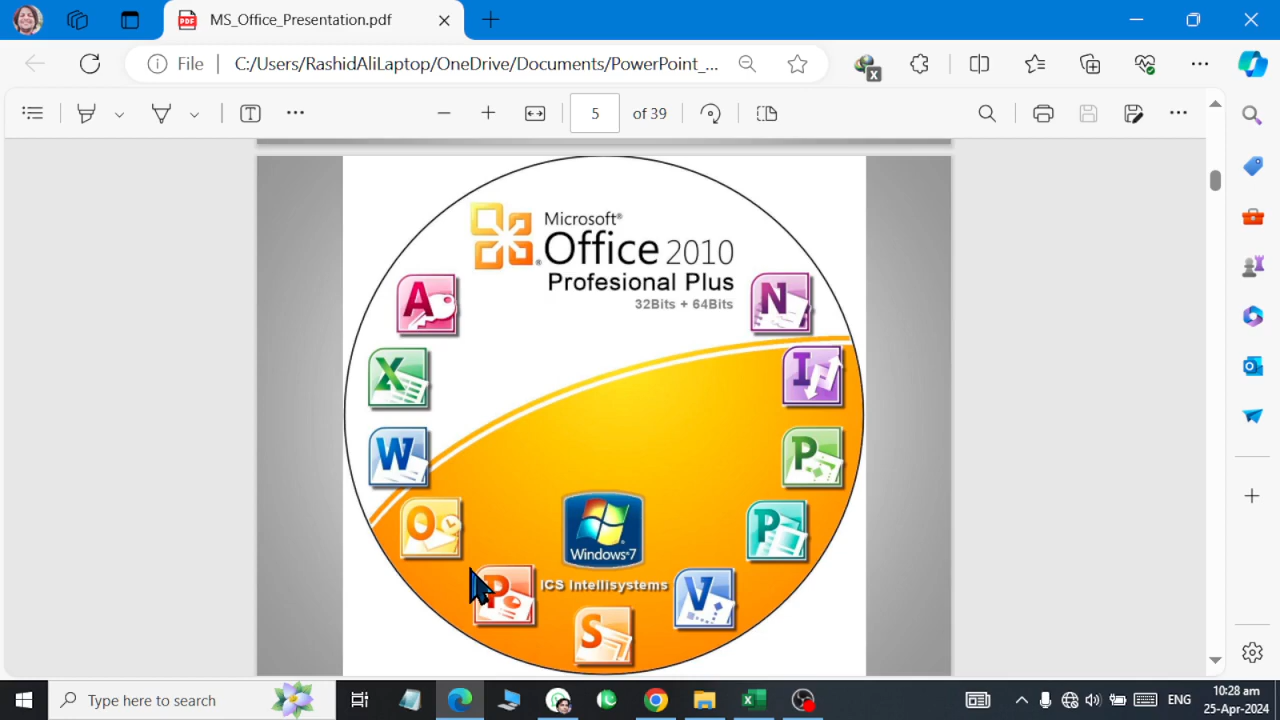 MS_Office_Presentation.pdf
File
C:/Users/RashidAliLaptop/OneDrive/Documents/PowerPoint_...
5 of 39
Microsoft®
Office 2010
Profesional Plus
32Bits + 64Bits
A
N
X
I
W
P
O
Windows®7
P
P
ICS Intellisystems
V
S
Type here to search
ENG
10:28 am
25-Apr-2024